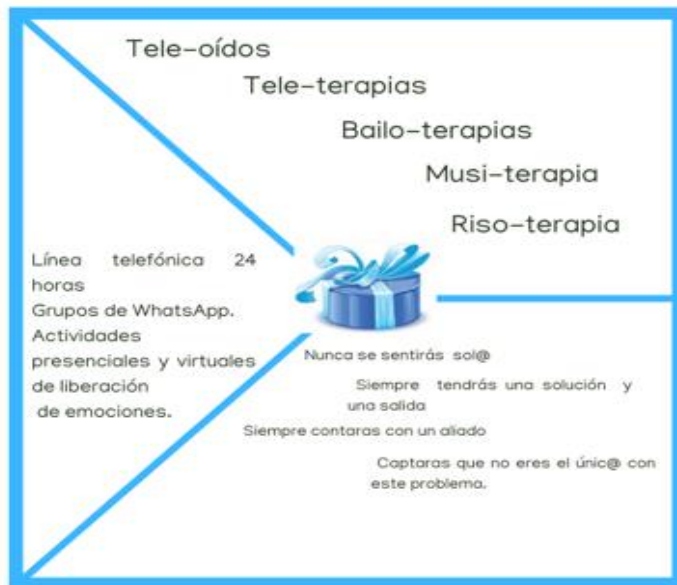 Tele-oídos
Tele-terapias
Bailo-terapias
Musi-terapia
Riso-terapia
Línea telefónica 24
horas
Grupos de WhatsApp.
Actividades
presenciales y virtuales
de liberación
de emociones.
Nunca se sentirás sol@
Siempre tendrás una solución y
una salida
Siempre contaras con un aliado
Captaras que no eres el únic@ con
este problema.